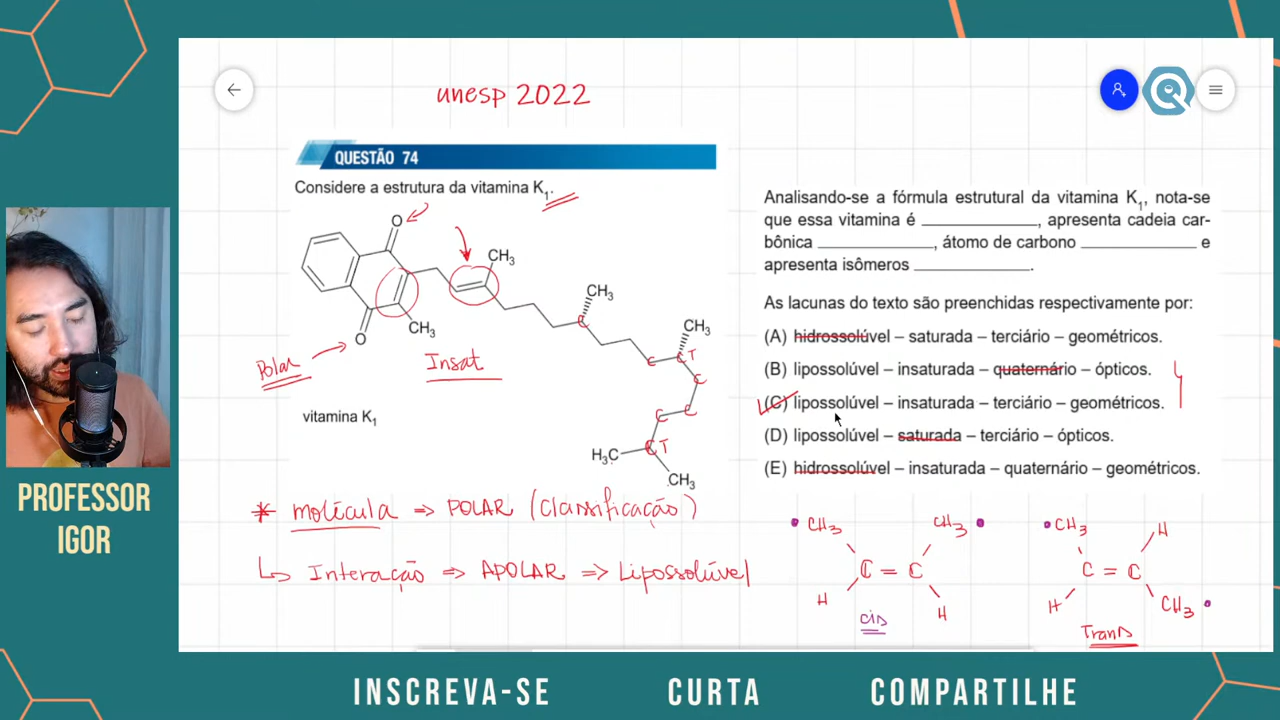 unesp 2022
QUESTÃO 74
Considere a estrutura da vitamina K1.
O
CH3
CH3
CH3
CH3
O
Polar
Insat
C
C
C T
C
C
C
C T
H3C
CH3
vitamina K1
* molécula => POLAR (Classificação)
↳ Interação => APOLAR => Lipossolúvel
Analisando-se a fórmula estrutural da vitamina K1, nota-se
que essa vitamina é ____________, apresenta cadeia car-
bônica ____________, átomo de carbono ____________ e
apresenta isômeros ____________.
As lacunas do texto são preenchidas respectivamente por:
(A) hidrossolúvel – saturada – terciário – geométricos.
(B) lipossolúvel – insaturada – quaternário – ópticos.
(C) lipossolúvel – insaturada – terciário – geométricos.
(D) lipossolúvel – saturada – terciário – ópticos.
(E) hidrossolúvel – insaturada – quaternário – geométricos.
CH3 CH3
C = C
H H
cis
CH3 H
C = C
H CH3
Trans
PROFESSOR
IGOR
INSCREVA-SE CURTA COMPARTILHE